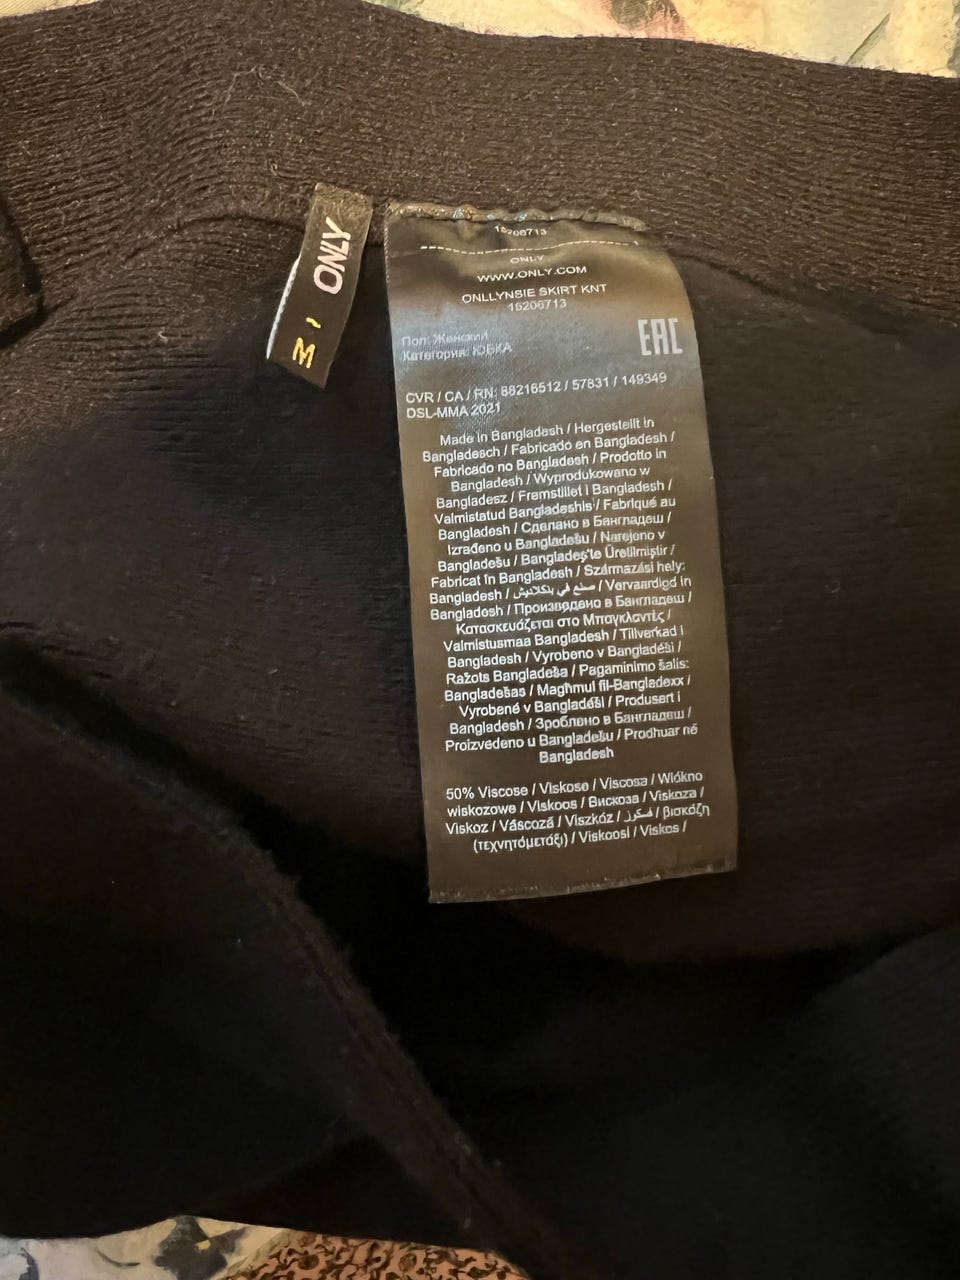 ONLY
M
15206713
ONLY
WWW.ONLY.COM
ONLLYNSIE SKIRT KNT
15206713
Пол: Женский
Категория: ЮБКА
EAC
CVR / CA / RN: 88216512 / 57831 / 149349
DSL-MMA 2021
Made in Bangladesh / Hergestellt in
Bangladesch / Fabricado en Bangladesh /
Fabricado no Bangladesh / Prodotto in
Bangladesh / Wyprodukowano w
Bangladesz / Fremstillet i Bangladesh /
Valmistatud Bangladeshis / Fabriqué au
Bangladesh / Сделано в Бангладеш /
Izrađeno u Bangladešu / Narejeno v
Bangladešu / Bangladeş'te Üretilmiştir /
Fabricat în Bangladesh / Származási hely:
Bangladesh / صنع في بنكلاديش / Vervaardigd in
Bangladesh / Произведено в Бангладеш /
Κατασκευάζεται στο Μπαγκλαντές /
Valmistusmaa Bangladesh / Tillverkad i
Bangladesh / Vyrobeno v Bangladéši /
Ražots Bangladeša / Pagaminimo šalis:
Bangladešas / Magħmul fil-Bangladexx /
Vyrobené v Bangladéši / Produsert i
Bangladesh / Зроблено в Бангладеш /
Proizvedeno u Bangladešu / Prodhuar në
Bangladesh
50% Viscose / Viskose / Viscosa / Włókno
wiskozowe / Viskoos / Вискоза / Viskoza /
Viskoz / Vâscoză / Viszkóz / فسكوز / βισκόζη
(τεχνητόμετάξι) / Viskoosi / Viskos /